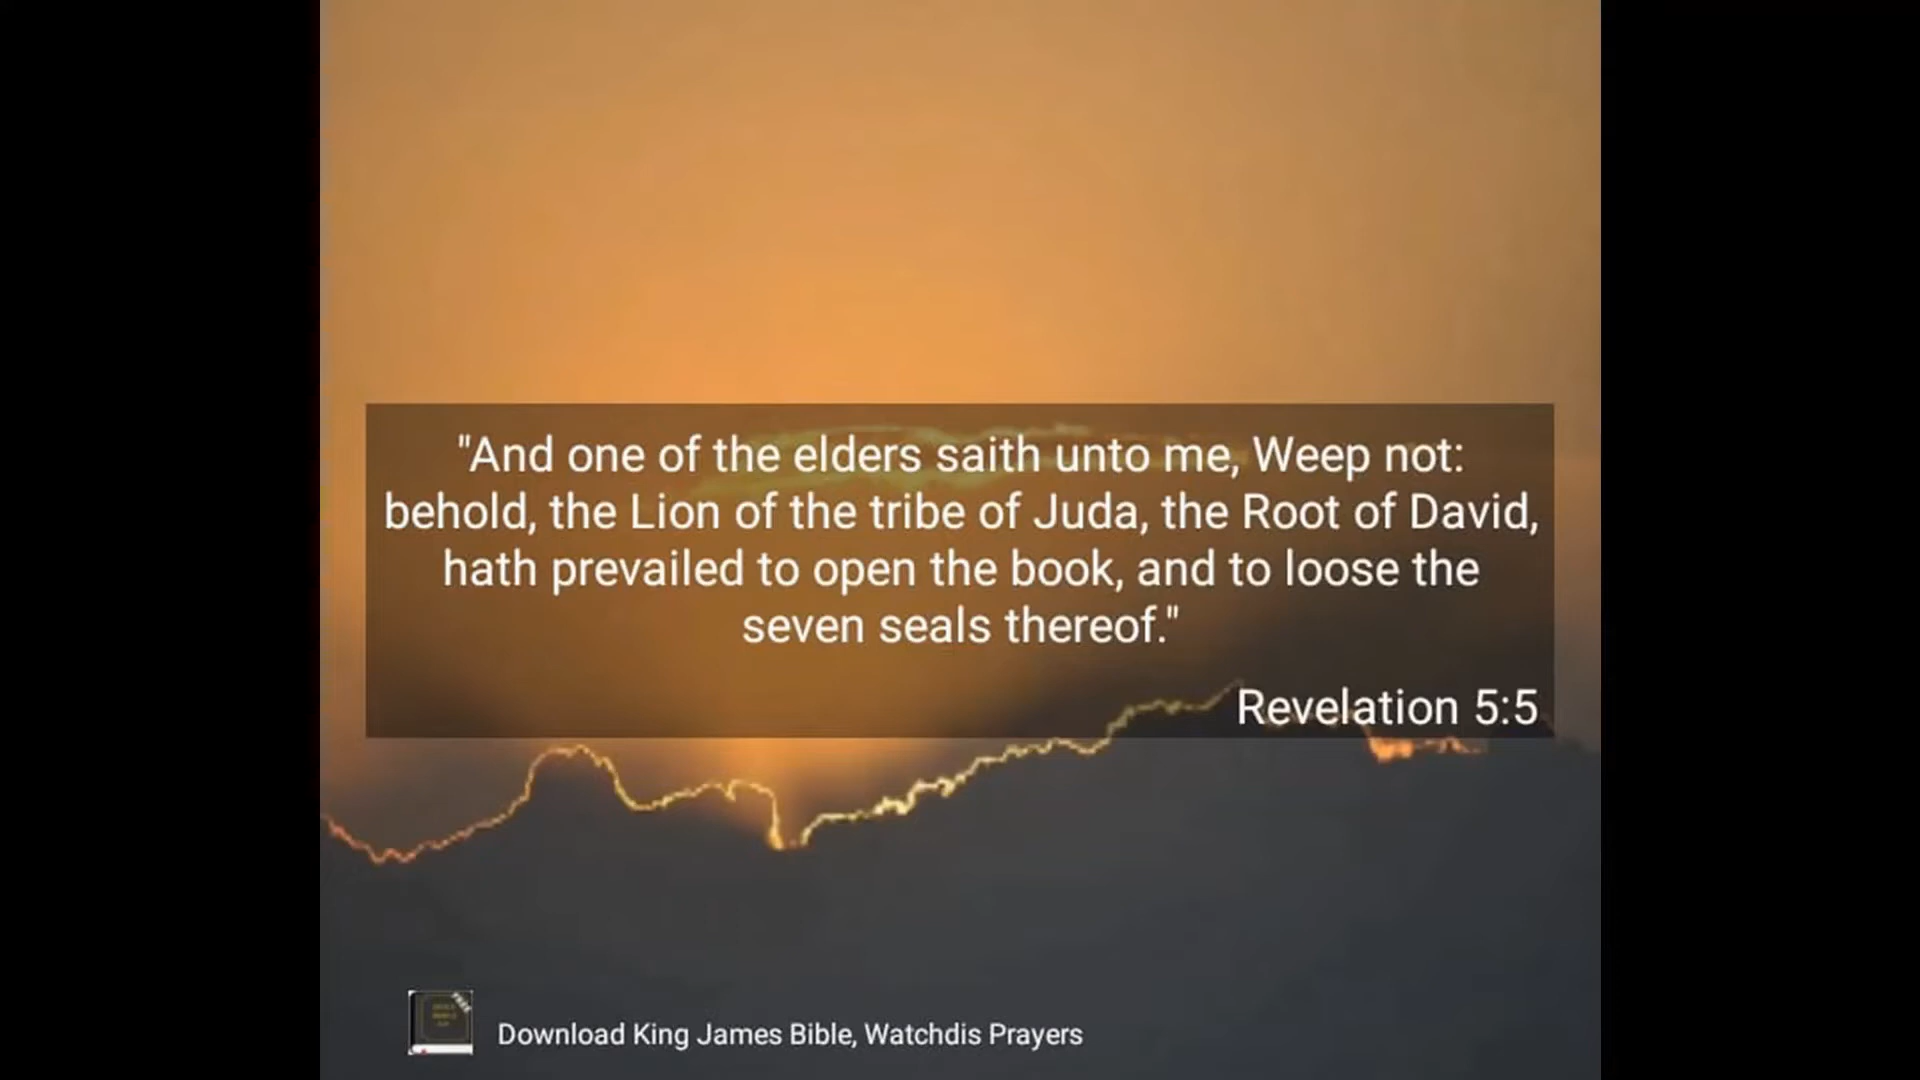 "And one of the elders saith unto me, Weep not:
behold, the Lion of the tribe of Juda, the Root of David,
hath prevailed to open the book, and to loose the
seven seals thereof."
Revelation 5:5
Download King James Bible, Watchdis Prayers